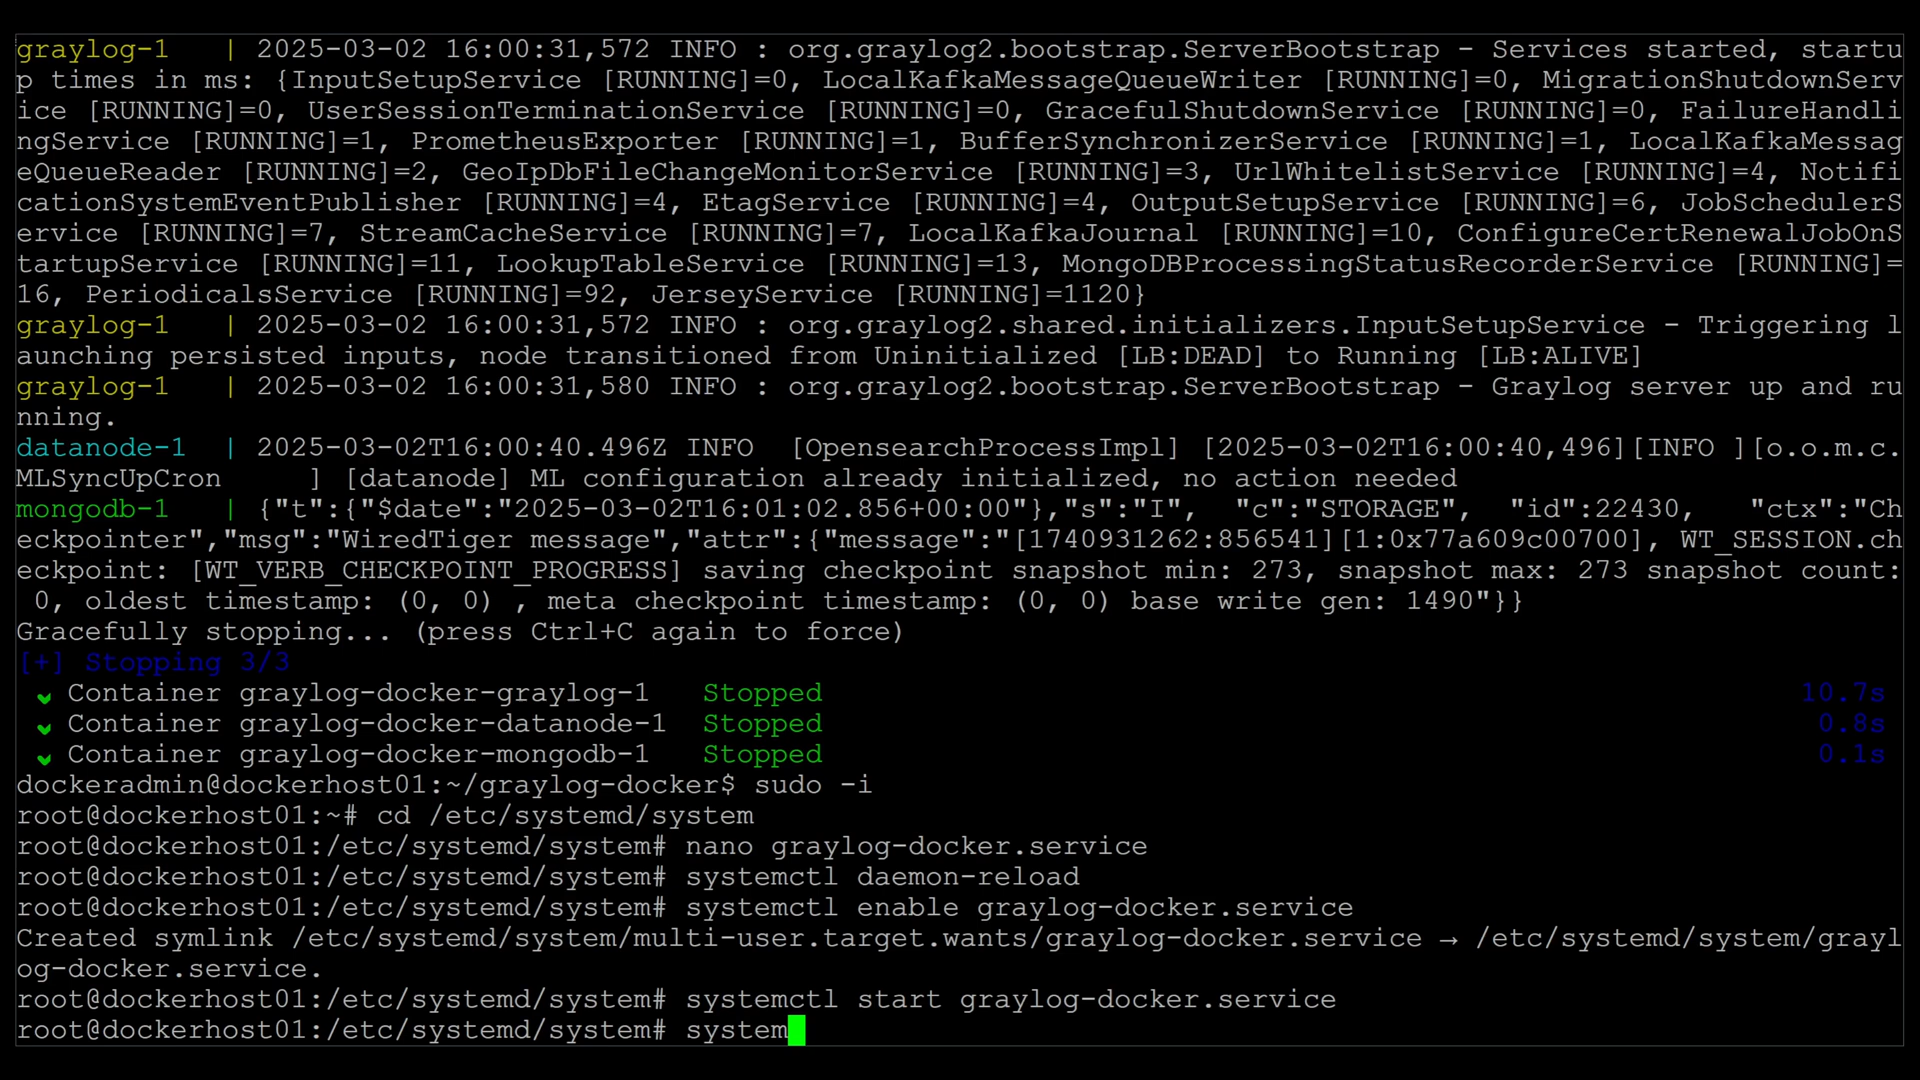 graylog-1   | 2025-03-02 16:00:31,572 INFO : org.graylog2.bootstrap.ServerBootstrap - Services started, startu
p times in ms: {InputSetupService [RUNNING]=0, LocalKafkaMessageQueueWriter [RUNNING]=0, MigrationShutdownServ
ice [RUNNING]=0, UserSessionTerminationService [RUNNING]=0, GracefulShutdownService [RUNNING]=0, FailureHandli
ngService [RUNNING]=1, PrometheusExporter [RUNNING]=1, BufferSynchronizerService [RUNNING]=1, LocalKafkaMessag
eQueueReader [RUNNING]=2, GeoIpDbFileChangeMonitorService [RUNNING]=3, UrlWhitelistService [RUNNING]=4, Notifi
cationSystemEventPublisher [RUNNING]=4, EtagService [RUNNING]=4, OutputSetupService [RUNNING]=6, JobSchedulerS
ervice [RUNNING]=7, StreamCacheService [RUNNING]=7, LocalKafkaJournal [RUNNING]=10, ConfigureCertRenewalJobOnS
tartupService [RUNNING]=11, LookupTableService [RUNNING]=13, MongoDBProcessingStatusRecorderService [RUNNING]=
16, PeriodicalsService [RUNNING]=92, JerseyService [RUNNING]=1120}
graylog-1   | 2025-03-02 16:00:31,572 INFO : org.graylog2.shared.initializers.InputSetupService - Triggering l
aunching persisted inputs, node transitioned from Uninitialized [LB:DEAD] to Running [LB:ALIVE]
graylog-1   | 2025-03-02 16:00:31,580 INFO : org.graylog2.bootstrap.ServerBootstrap - Graylog server up and ru
nning.
datanode-1  | 2025-03-02T16:00:40.496Z INFO  [OpensearchProcessImpl] [2025-03-02T16:00:40,496][INFO ][o.o.m.c.
MLSyncUpCron     ] [datanode] ML configuration already initialized, no action needed
mongodb-1   | {"t":{"$date":"2025-03-02T16:01:02.856+00:00"},"s":"I",  "c":"STORAGE",  "id":22430,   "ctx":"Ch
eckpointer","msg":"WiredTiger message","attr":{"message":"[1740931262:856541][1:0x77a609c00700], WT_SESSION.ch
eckpoint: [WT_VERB_CHECKPOINT_PROGRESS] saving checkpoint snapshot min: 273, snapshot max: 273 snapshot count:
 0, oldest timestamp: (0, 0) , meta checkpoint timestamp: (0, 0) base write gen: 1490"}}
Gracefully stopping... (press Ctrl+C again to force)
[+] Stopping 3/3
 ✔ Container graylog-docker-graylog-1   Stopped 10.7s
 ✔ Container graylog-docker-datanode-1  Stopped 0.8s
 ✔ Container graylog-docker-mongodb-1   Stopped 0.1s
dockeradmin@dockerhost01:~/graylog-docker$ sudo -i
root@dockerhost01:~# cd /etc/systemd/system
root@dockerhost01:/etc/systemd/system# nano graylog-docker.service
root@dockerhost01:/etc/systemd/system# systemctl daemon-reload
root@dockerhost01:/etc/systemd/system# systemctl enable graylog-docker.service
Created symlink /etc/systemd/system/multi-user.target.wants/graylog-docker.service → /etc/systemd/system/grayl
og-docker.service.
root@dockerhost01:/etc/systemd/system# systemctl start graylog-docker.service
root@dockerhost01:/etc/systemd/system# system